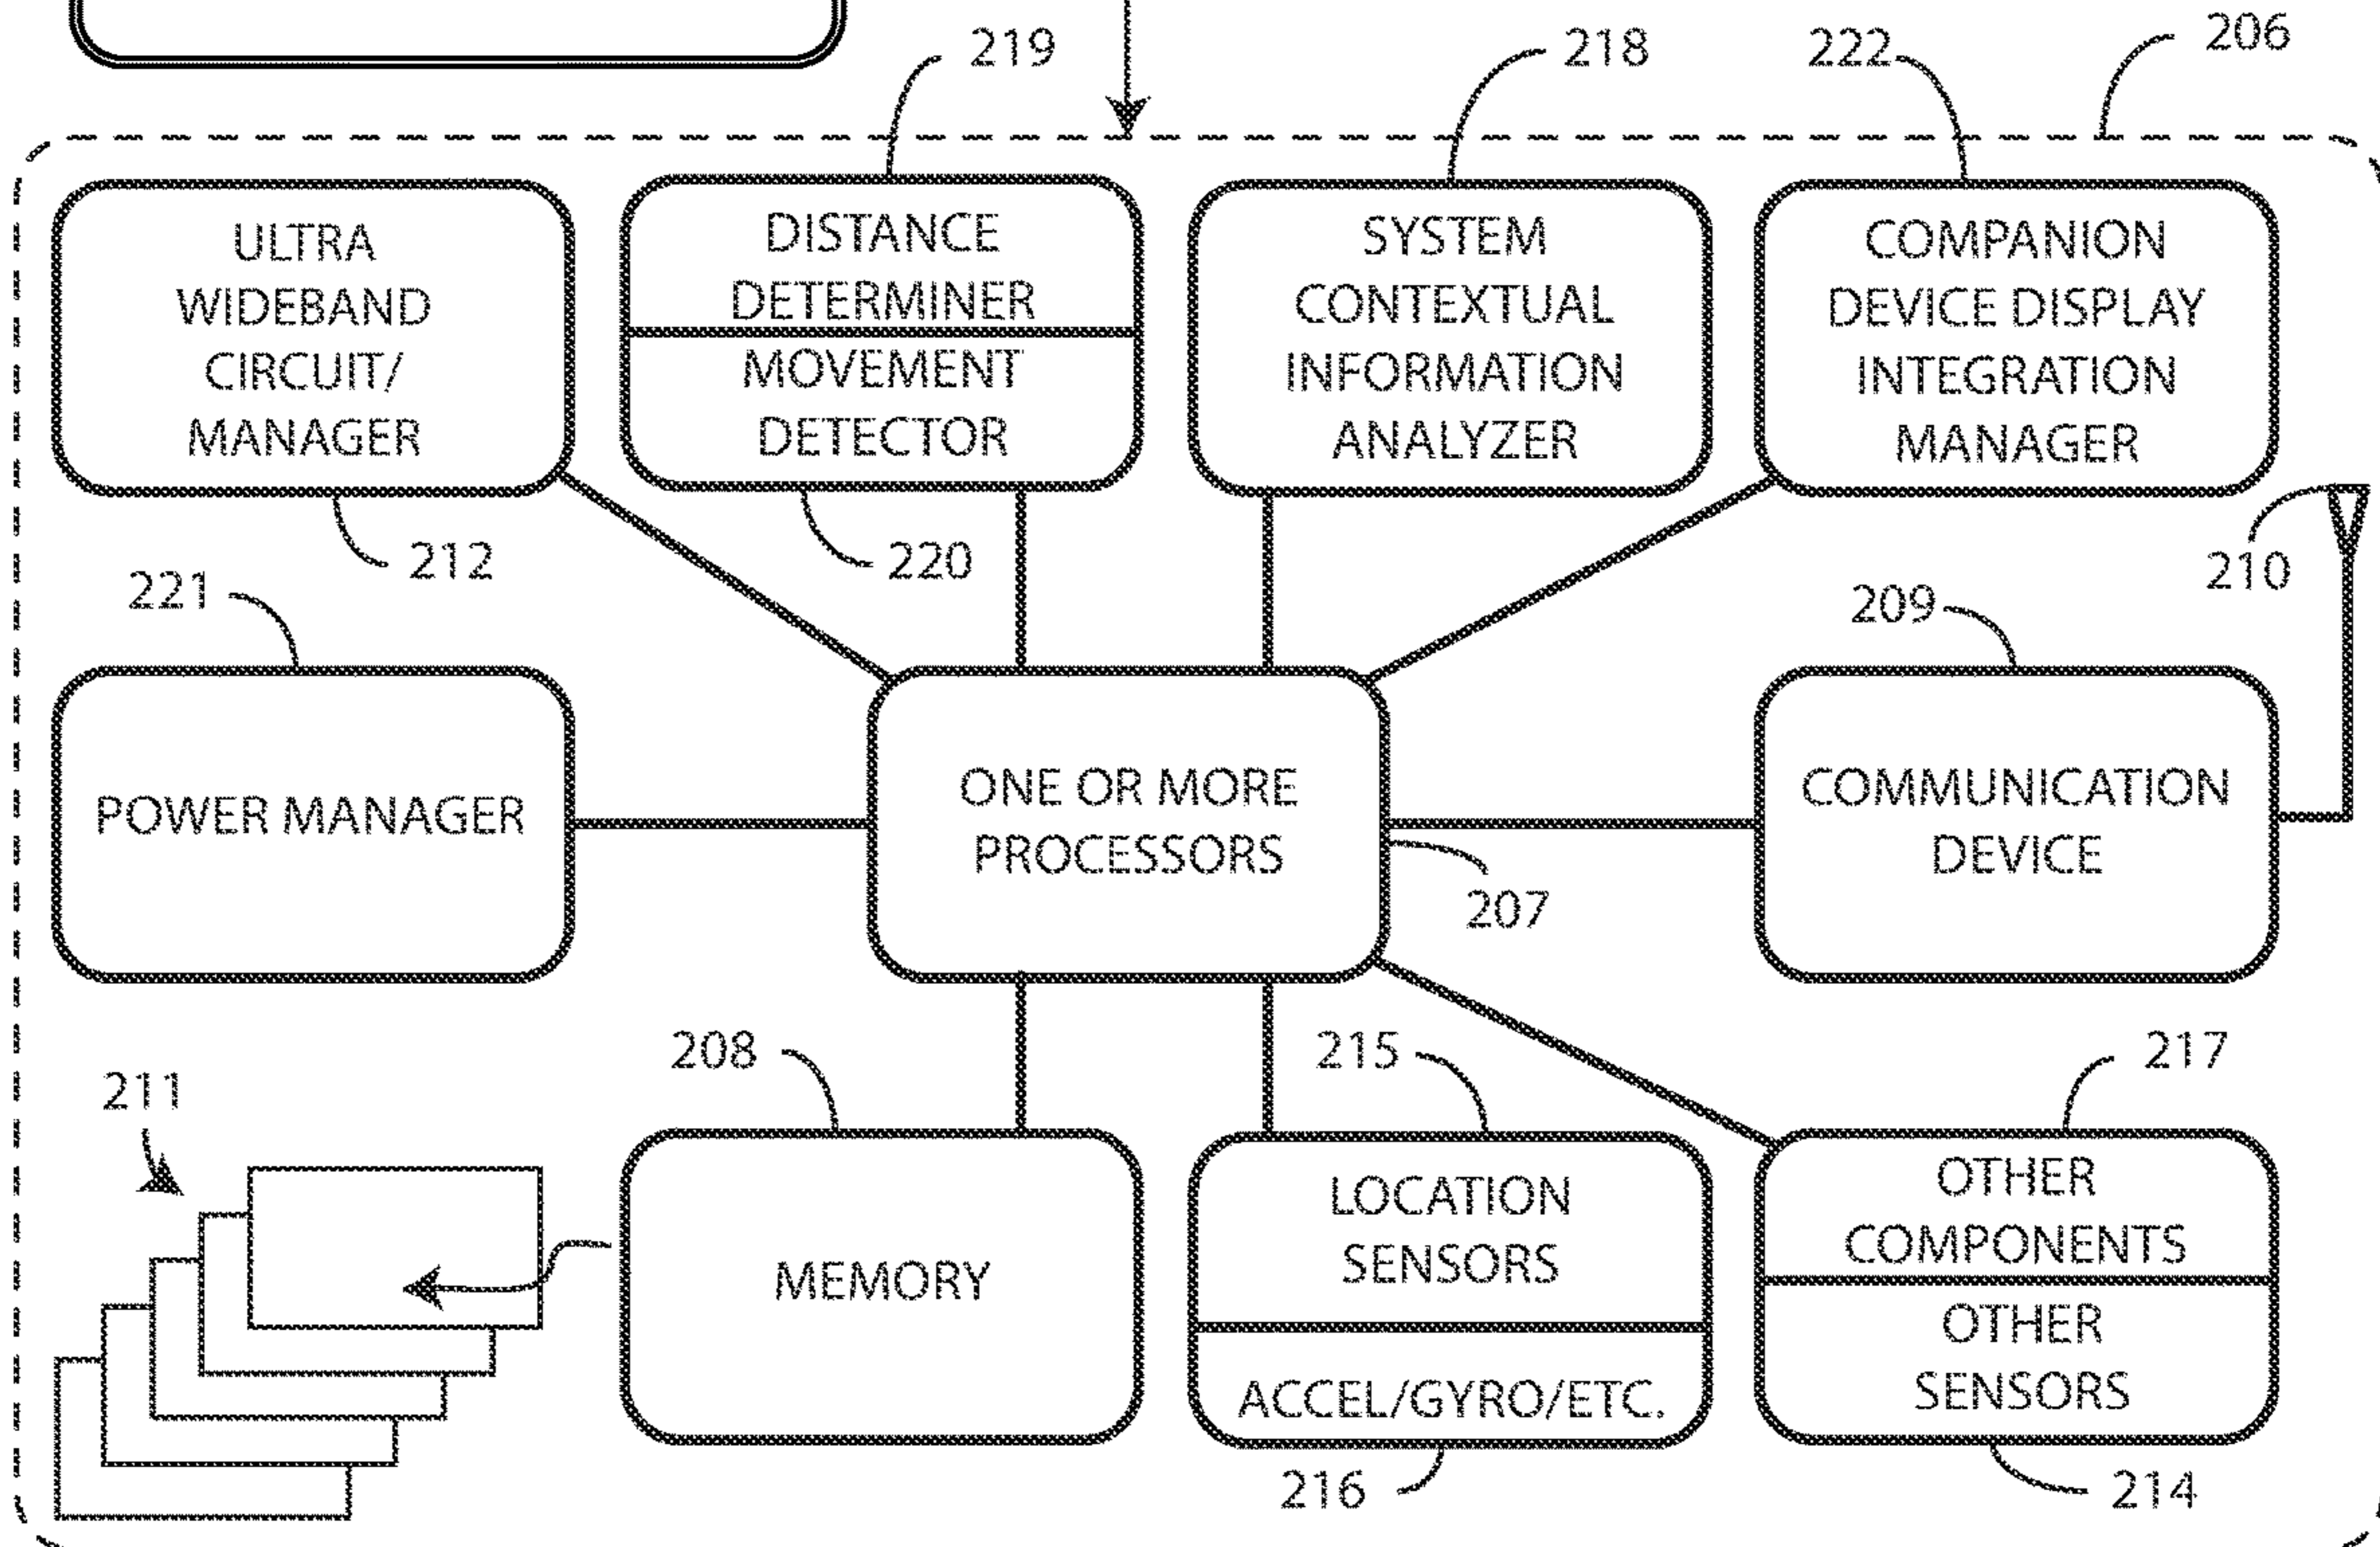 219
218
222
206
ULTRA
WIDEBAND
CIRCUIT/
MANAGER
DISTANCE
DETERMINER
MOVEMENT
DETECTOR
SYSTEM
CONTEXTUAL
INFORMATION
ANALYZER
COMPANION
DEVICE DISPLAY
INTEGRATION
MANAGER
212
220
210
221
209
POWER MANAGER
ONE OR MORE
PROCESSORS
COMMUNICATION
DEVICE
207
208
215
217
211
MEMORY
LOCATION
SENSORS
ACCEL/GYRO/ETC.
OTHER
COMPONENTS
OTHER
SENSORS
216
214